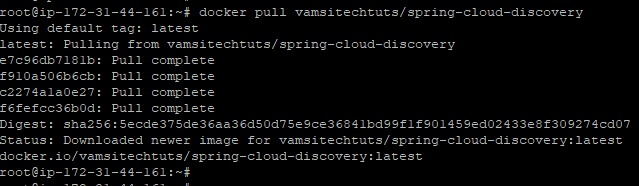 root@ip-172-31-44-161:~# docker pull vamsitechtuts/spring-cloud-discovery
Using default tag: latest
latest: Pulling from vamsitechtuts/spring-cloud-discovery
e7c96db7181b: Pull complete
f910a506b6cb: Pull complete
c2274a1a0e27: Pull complete
f6fefcc36b0d: Pull complete
Digest: sha256:5ecde375de36aa36d50d75e9ce36841bd99f1f901459ed02433e8f309274cd07
Status: Downloaded newer image for vamsitechtuts/spring-cloud-discovery:latest
docker.io/vamsitechtuts/spring-cloud-discovery:latest
root@ip-172-31-44-161:~#